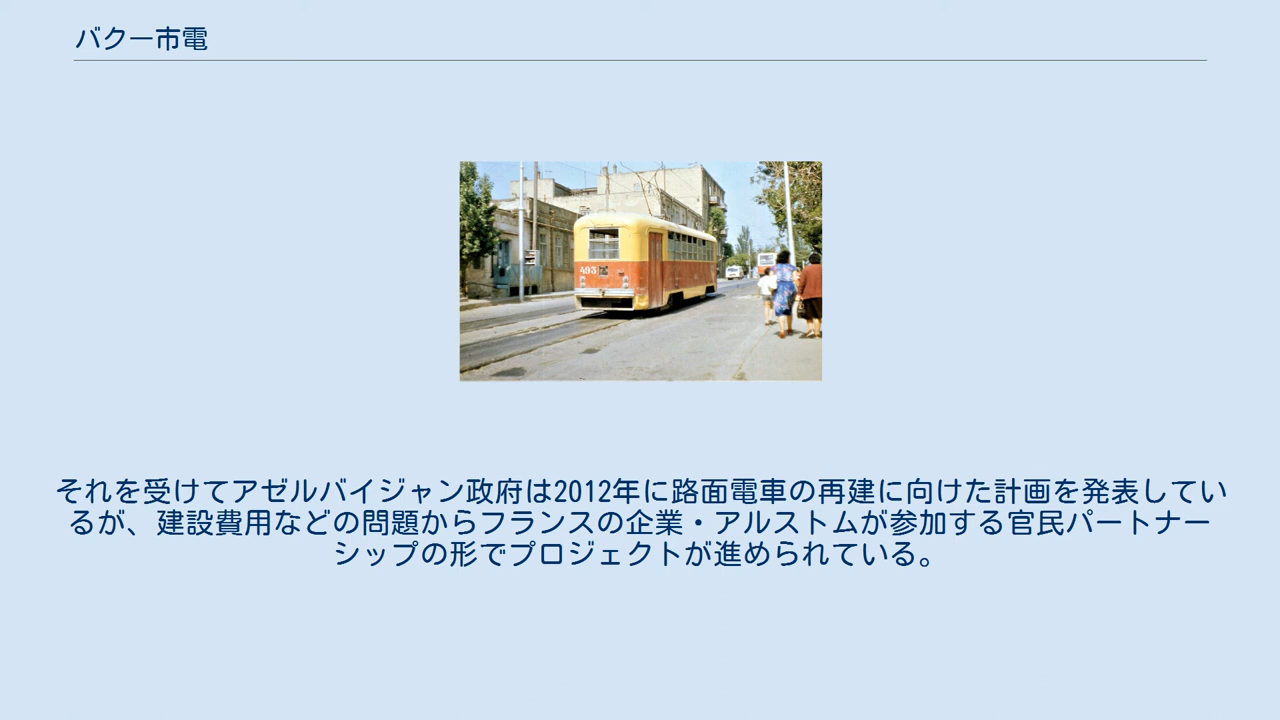 バクー市電
495
それを受けてアゼルバイジャン政府は2012年に路面電車の再建に向けた計画を発表してい
るが、建設費用などの問題からフランスの企業・アルストムが参加する官民パートナー
シップの形でプロジェクトが進められている。